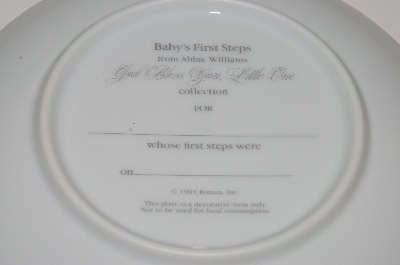 Baby's First Steps
from Abbie Williams
God Bless You, Little One
collection
FOR
whose first steps were
on
© 1991 Roman, Inc.
This plate is a decorative item only.
Not to be used for food consumption.